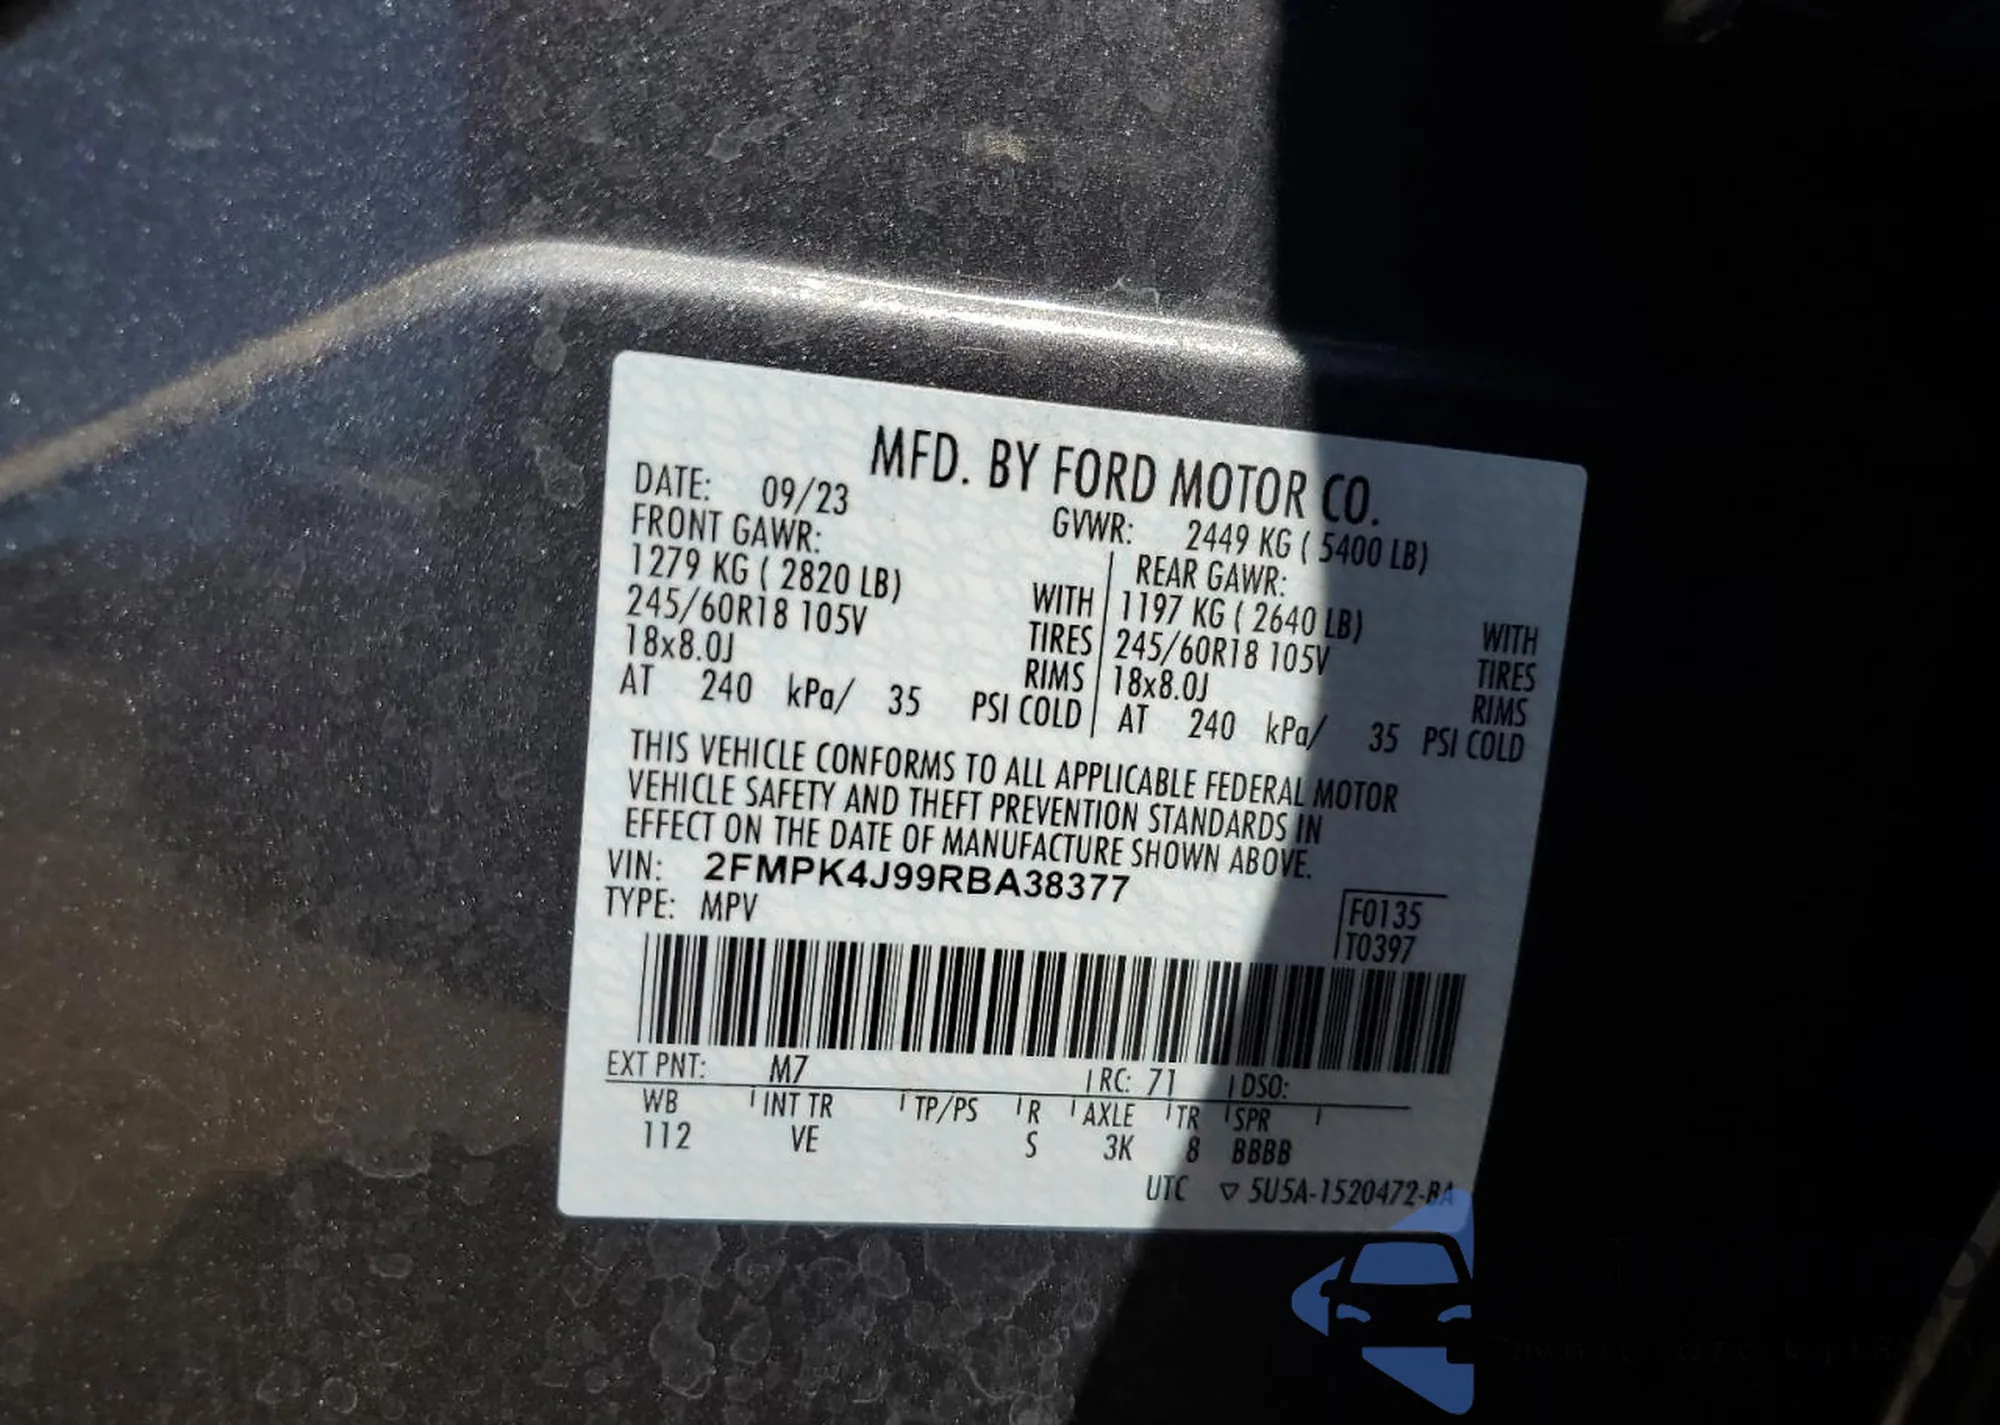 MFD. BY FORD MOTOR CO.
DATE: 09/23 GVWR: 2449 KG ( 5400 LB)
FRONT GAWR: REAR GAWR:
1279 KG ( 2820 LB) WITH 1197 KG ( 2640 LB) WITH
245/60R18 105V TIRES 245/60R18 105V TIRES
18x8.0J RIMS 18x8.0J RIMS
AT 240 kPa/ 35 PSI COLD AT 240 kPa/ 35 PSI COLD
THIS VEHICLE CONFORMS TO ALL APPLICABLE FEDERAL MOTOR
VEHICLE SAFETY AND THEFT PREVENTION STANDARDS IN
EFFECT ON THE DATE OF MANUFACTURE SHOWN ABOVE.
VIN: 2FMPK4J99RBA38377
TYPE: MPV
F0135
T0397
EXT PNT: M7 RC: 71 DSO:
WB INT TR TP/PS R AXLE TR SPR
112 VE S 3K 8 BBBB
UTC ▽ 5U5A-1520472-BA